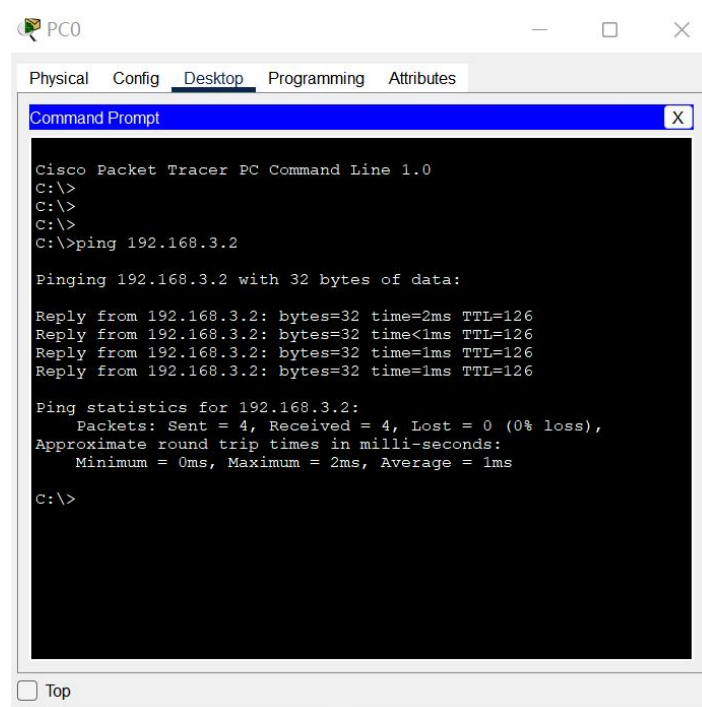 PC0
Physical Config Desktop Programming Attributes
Command Prompt X
Cisco Packet Tracer PC Command Line 1.0
C:\>
C:\>
C:\>
C:\>ping 192.168.3.2
Pinging 192.168.3.2 with 32 bytes of data:
Reply from 192.168.3.2: bytes=32 time=2ms TTL=126
Reply from 192.168.3.2: bytes=32 time<1ms TTL=126
Reply from 192.168.3.2: bytes=32 time=1ms TTL=126
Reply from 192.168.3.2: bytes=32 time=1ms TTL=126
Ping statistics for 192.168.3.2:
Packets: Sent = 4, Received = 4, Lost = 0 (0% loss),
Approximate round trip times in milli-seconds:
Minimum = 0ms, Maximum = 2ms, Average = 1ms
C:\>
Top